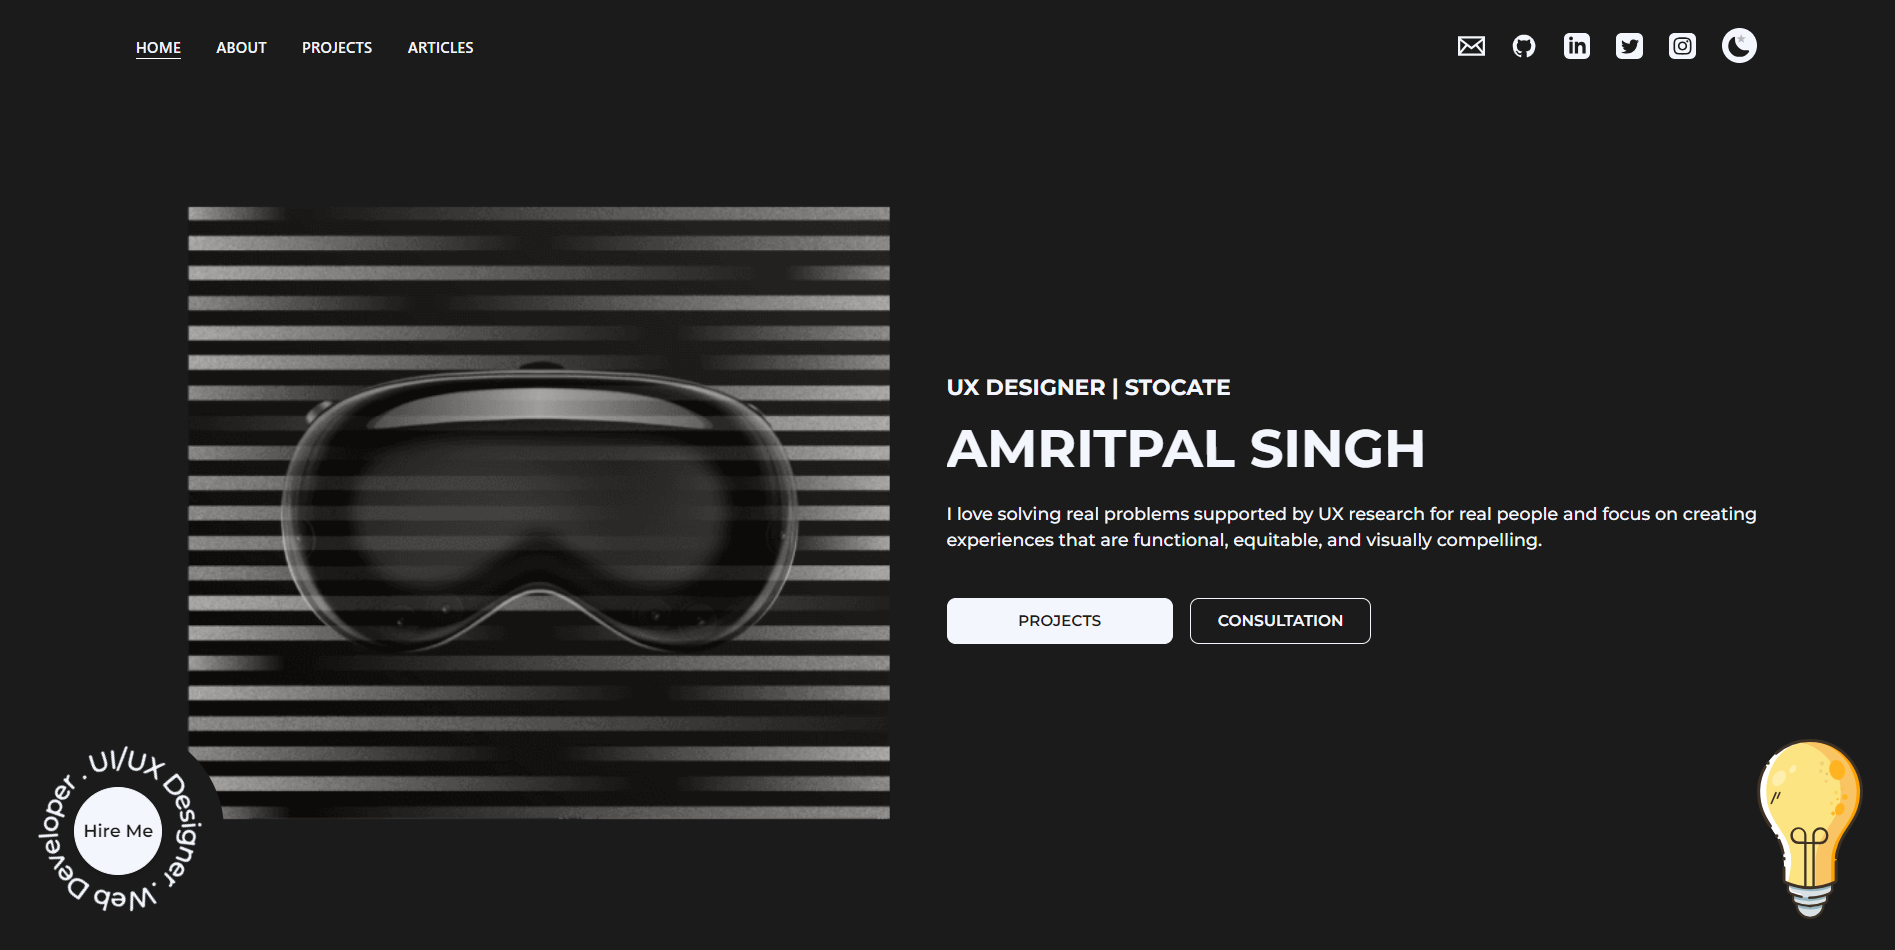 HOME ABOUT PROJECTS ARTICLES
in
UX DESIGNER | STOCATE
AMRITPAL SINGH
I love solving real problems supported by UX research for real people and focus on creating
experiences that are functional, equitable, and visually compelling.
PROJECTS CONSULTATION
UI/UX Designer . Web Developer .
Hire Me